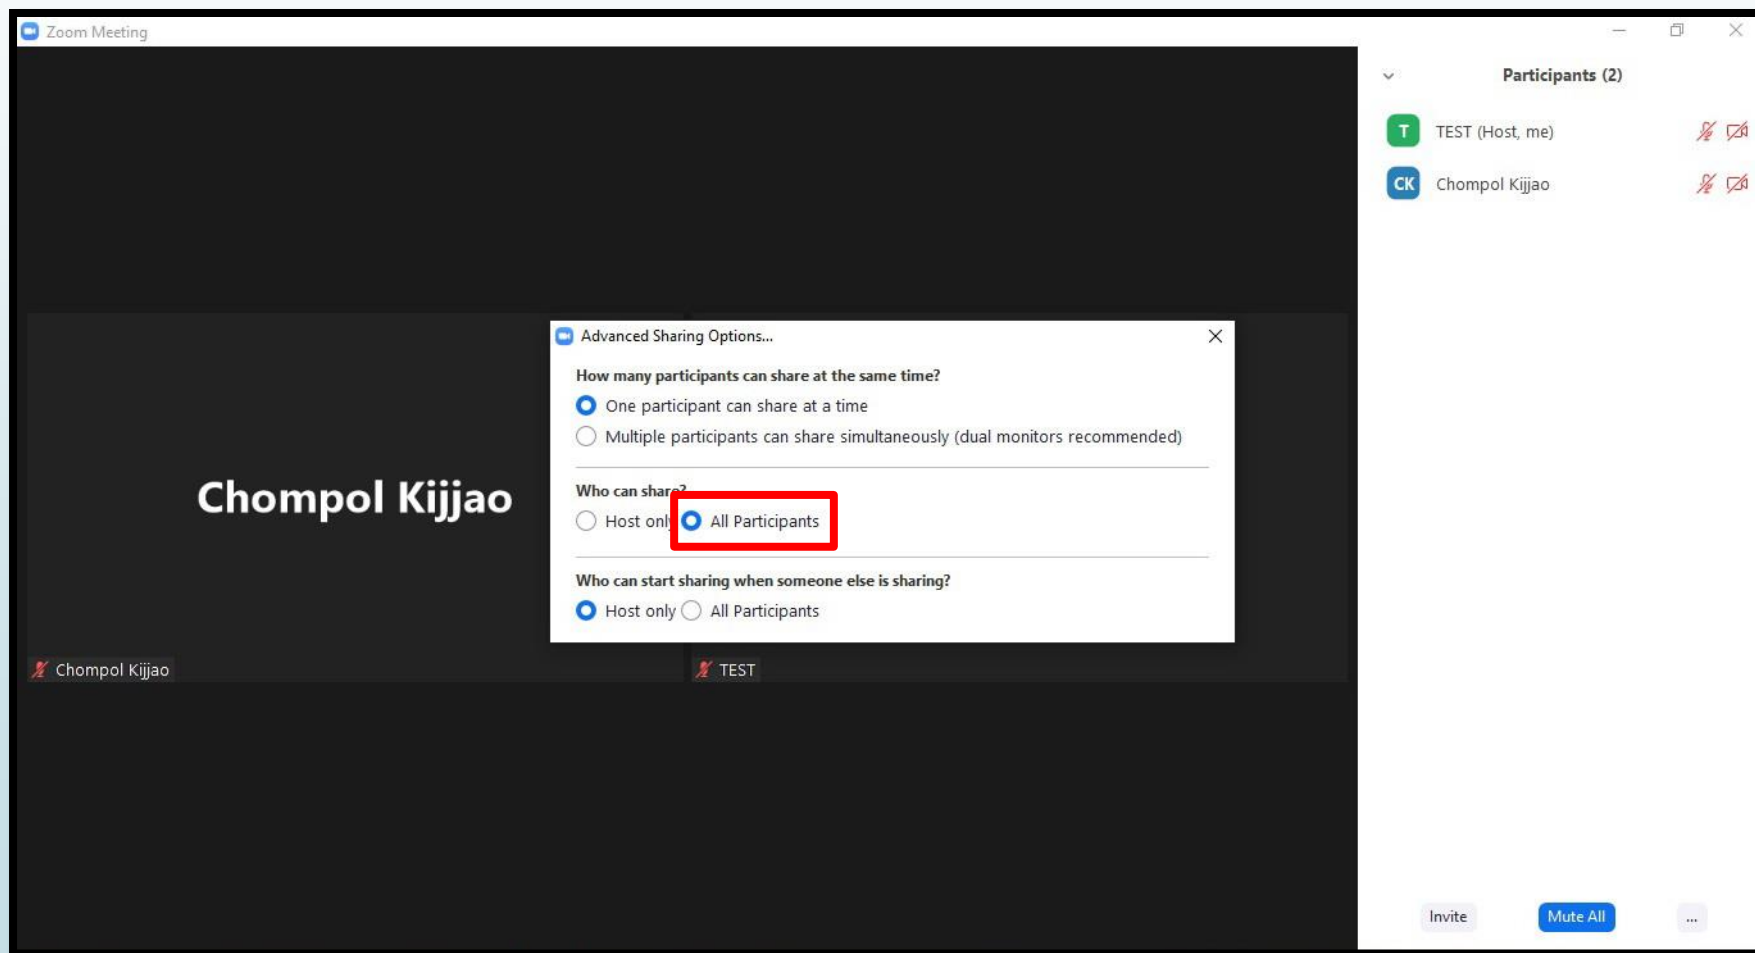 Zoom Meeting
Participants (2)
T TEST (Host, me)
CK Chompol Kijjao
Advanced Sharing Options...
How many participants can share at the same time?
One participant can share at a time
Multiple participants can share simultaneously (dual monitors recommended)
Who can share?
Host only All Participants
Who can start sharing when someone else is sharing?
Host only All Participants
Chompol Kijjao
Chompol Kijjao
TEST
Invite Mute All ...